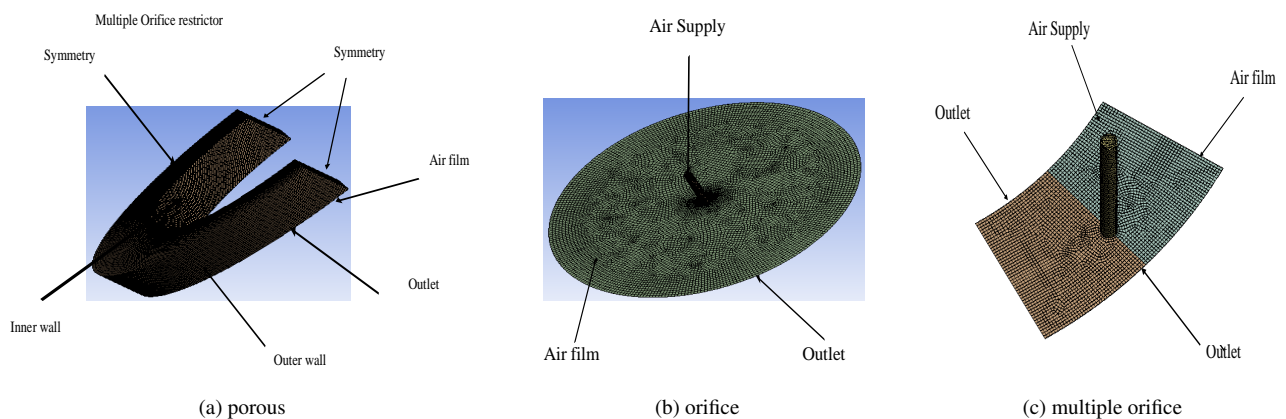 Multiple Orifice restrictor
Symmetry
Symmetry
Air film
Outlet
Inner wall
Outer wall
(a) porous
Air Supply
Air film
Outlet
(b) orifice
Air Supply
Air film
Outlet
Outlet
(c) multiple orifice